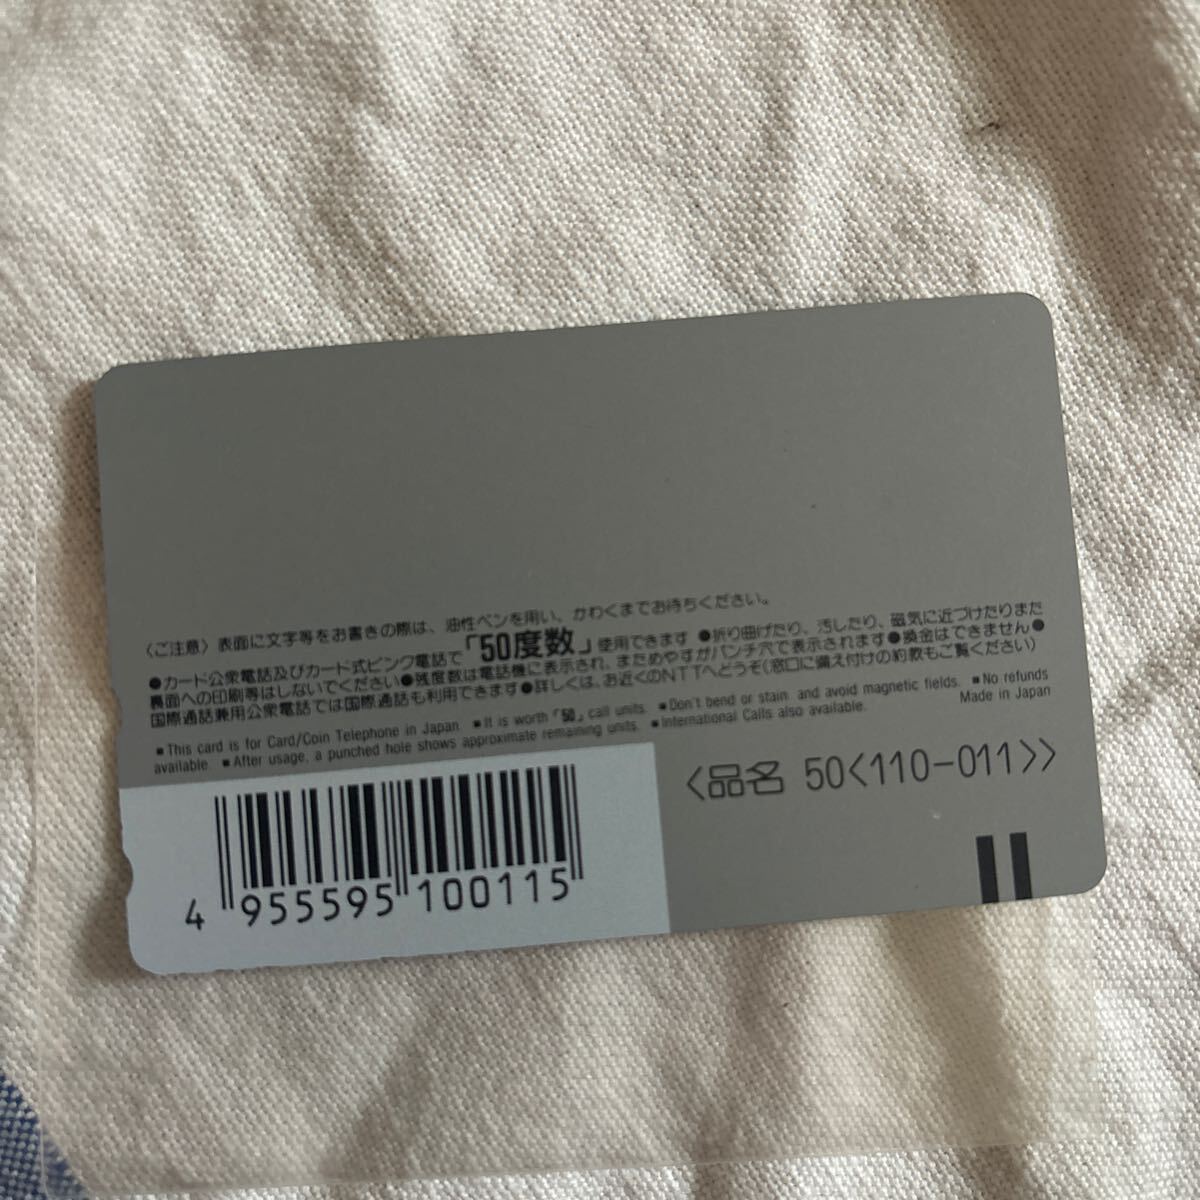 〈ご注意〉表面に文字等をお書きの際は、油性ペンを用い、かわくまでお待ちください。
●カード公衆電話及びカード式ピンク電話で「50度数」使用できます ●折り曲げたり、汚したり、磁気に近づけたりまた
裏面への印刷等はしないでください●残度数は電話機に表示され、まためやすがパンチ穴で表示されます●換金はできません●
国際通話兼用公衆電話では国際通話も利用できます●詳しくは、お近くのNTTへどうぞ(窓口に備え付けの約款もご覧ください)
■This card is for Card/Coin Telephone in Japan ■It is worth「50」call units. ■Don't bend or stain and avoid magnetic fields. ■No refunds
available. ■After usage, a punched hole shows approximate remaining units. ■International Calls also available. Made in Japan
〈品名 50〈110-011〉〉
4 955595 100115